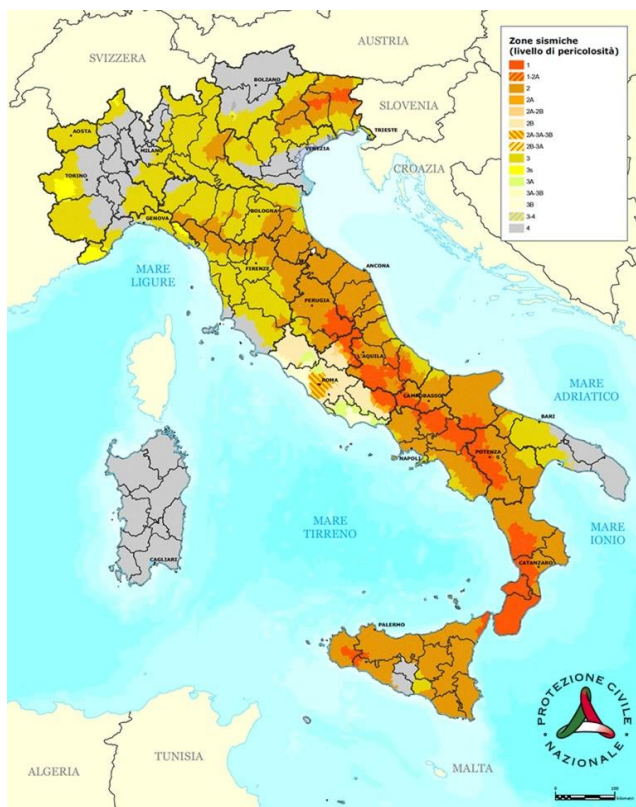 AUSTRIA
SVIZZERA
Zone sismiche
(livello di pericolosità)
1
1-2A
2
2A
2A-2B
2B
2A-3A-3B
2B-3A
3
3s
3A
3A-3B
3B
3-4
4
BOLZANO
SLOVENIA
AOSTA
TRIESTE
MILANO
VENEZIA
CROAZIA
TORINO
BOLOGNA
GENOVA
MARE
LIGURE
FIRENZE
ANCONA
PERUGIA
L'AQUILA
ROMA
CAMPOBASSO
MARE
ADRIATICO
BARI
NAPOLI
POTENZA
MARE
TIRRENO
MARE
IONIO
CAGLIARI
CATANZARO
PALERMO
PROTEZIONE CIVILE
NAZIONALE
TUNISIA
ALGERIA
MALTA
0
100